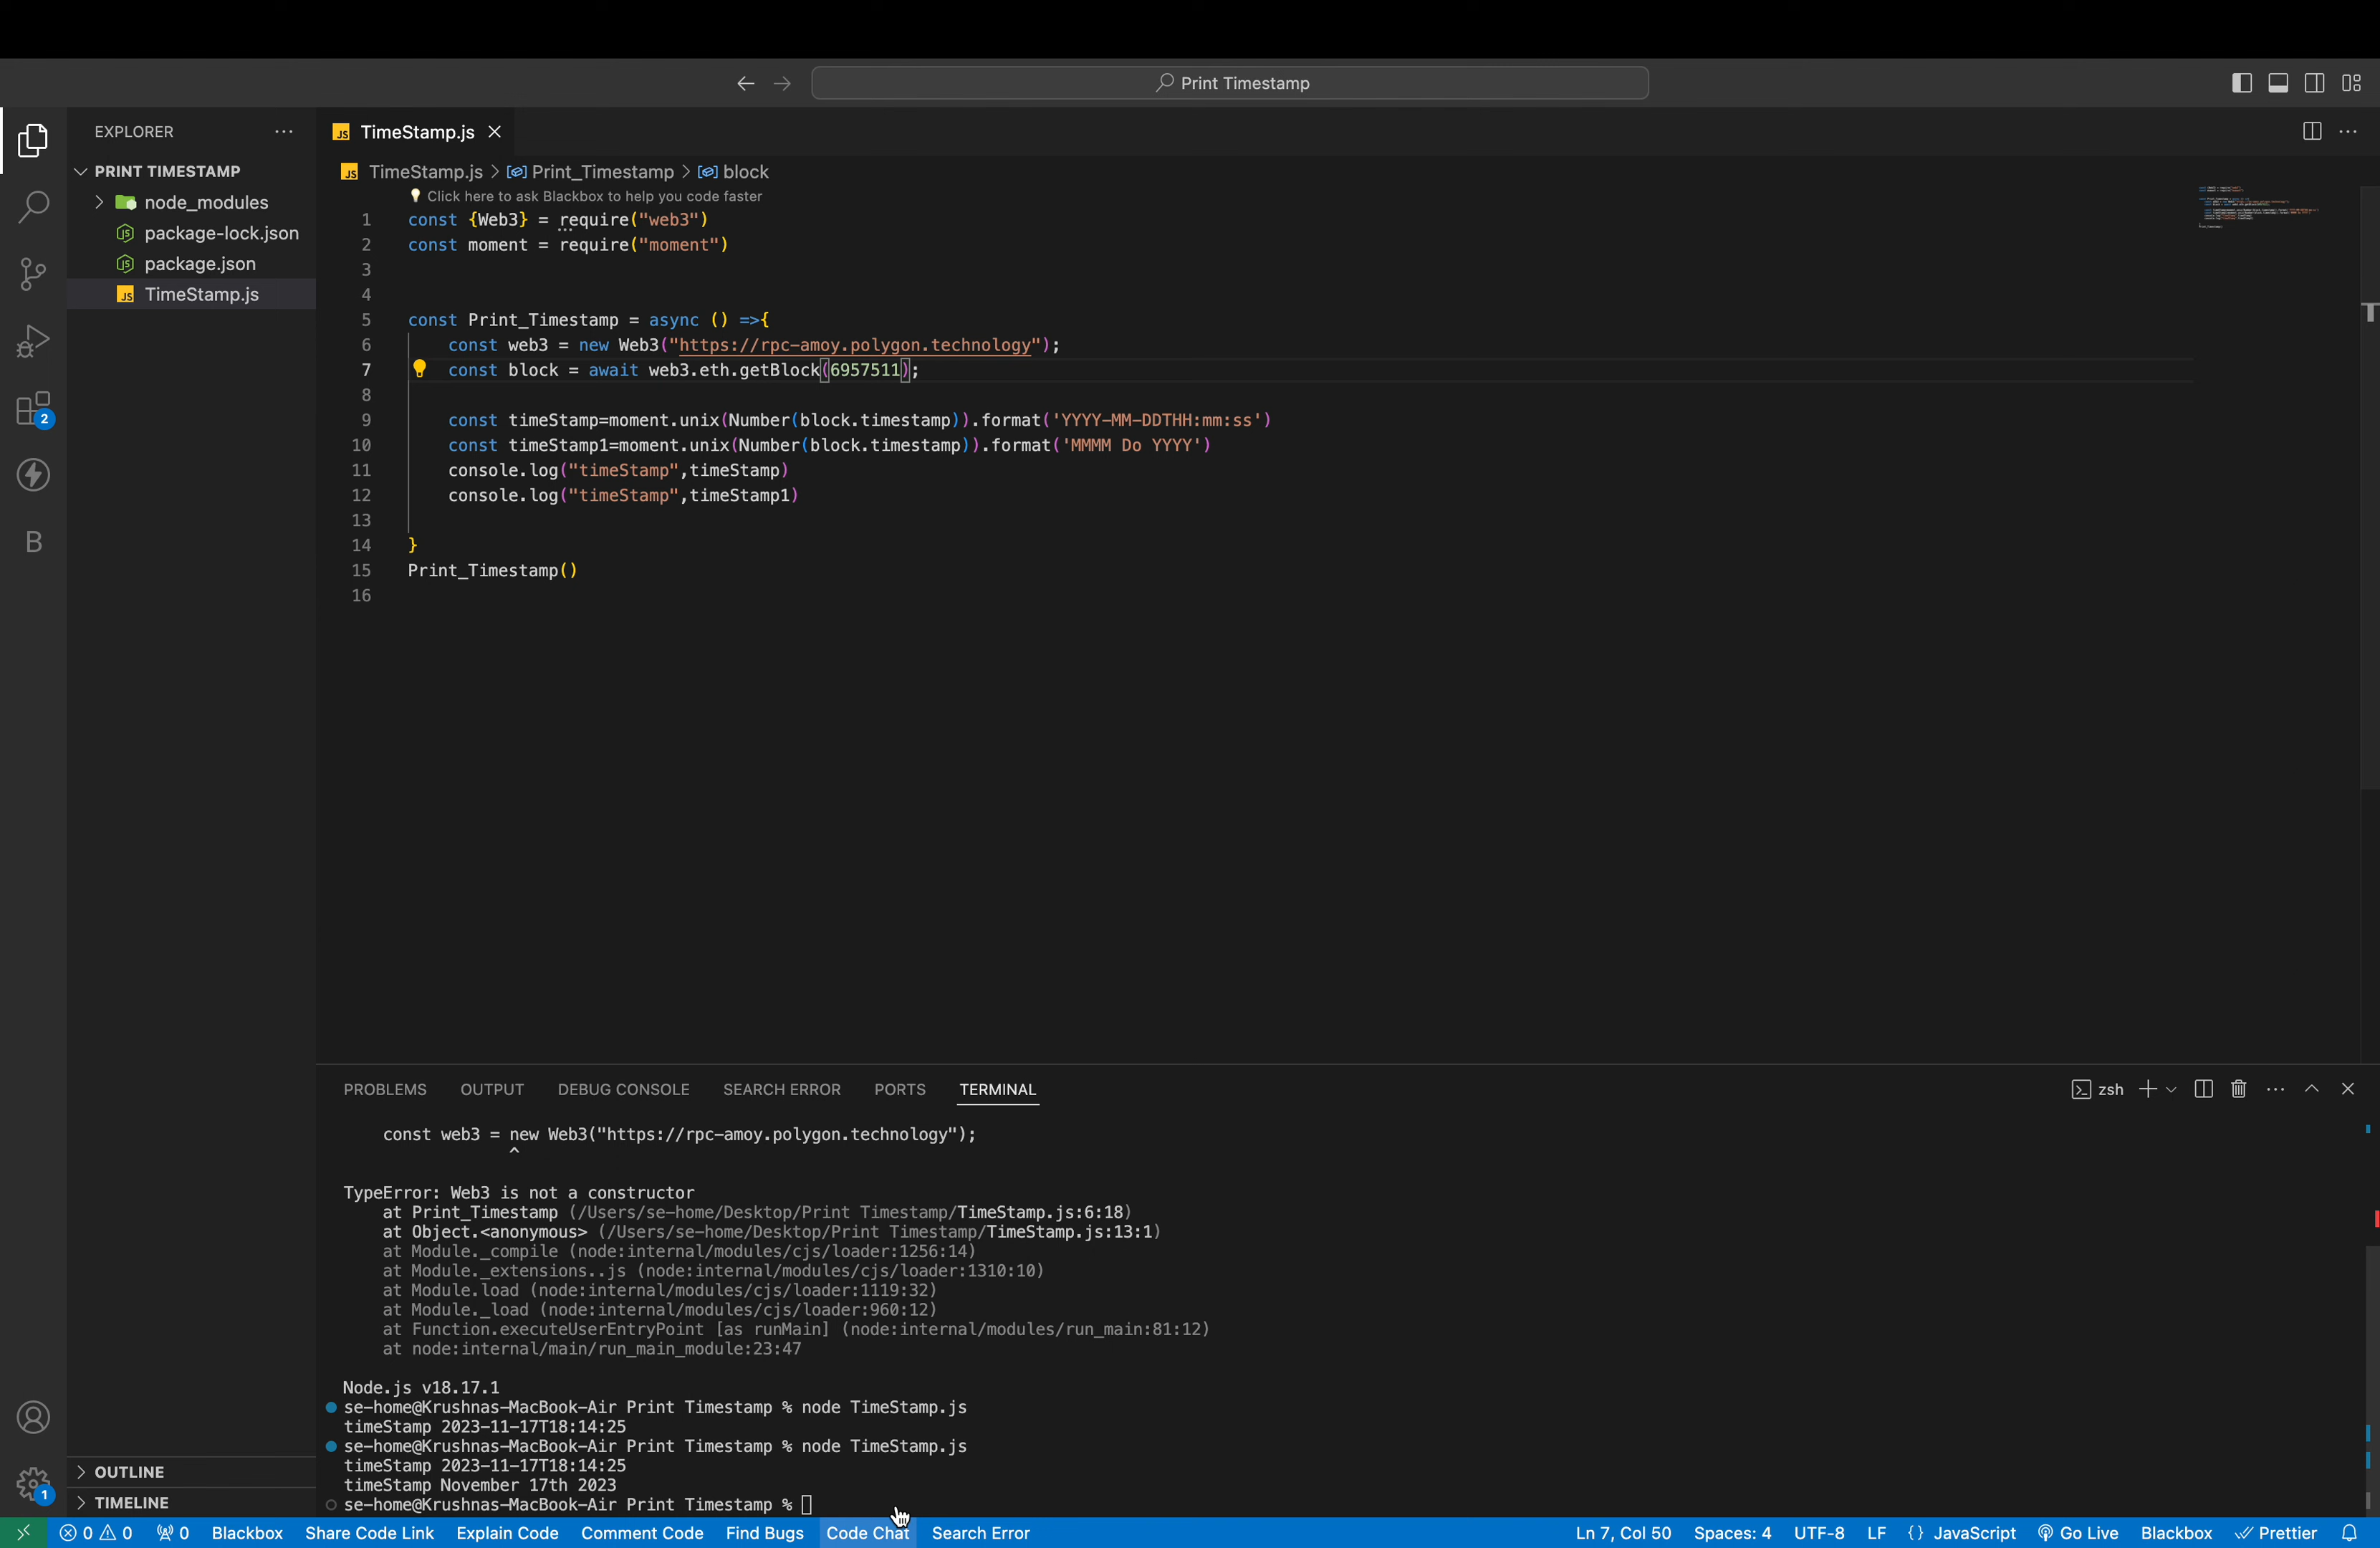 Print Timestamp
EXPLORER
PRINT TIMESTAMP
node_modules
package-lock.json
package.json
TimeStamp.js
2
B
TimeStamp.js
TimeStamp.js > Print_Timestamp > block
Click here to ask Blackbox to help you code faster
1 const {Web3} = require("web3")
2 const moment = require("moment")
3
4
5 const Print_Timestamp = async () =>{
6 const web3 = new Web3("https://rpc-amoy.polygon.technology");
7 const block = await web3.eth.getBlock(6957511);
8
9 const timeStamp=moment.unix(Number(block.timestamp)).format('YYYY-MM-DDTHH:mm:ss')
10 const timeStamp1=moment.unix(Number(block.timestamp)).format('MMMM Do YYYY')
11 console.log("timeStamp",timeStamp)
12 console.log("timeStamp",timeStamp1)
13
14 }
15 Print_Timestamp()
16
PROBLEMS OUTPUT DEBUG CONSOLE SEARCH ERROR PORTS TERMINAL zsh
const web3 = new Web3("https://rpc-amoy.polygon.technology");
^
TypeError: Web3 is not a constructor
at Print_Timestamp (/Users/se-home/Desktop/Print Timestamp/TimeStamp.js:6:18)
at Object.<anonymous> (/Users/se-home/Desktop/Print Timestamp/TimeStamp.js:13:1)
at Module._compile (node:internal/modules/cjs/loader:1256:14)
at Module._extensions..js (node:internal/modules/cjs/loader:1310:10)
at Module.load (node:internal/modules/cjs/loader:1119:32)
at Module._load (node:internal/modules/cjs/loader:960:12)
at Function.executeUserEntryPoint [as runMain] (node:internal/modules/run_main:81:12)
at node:internal/main/run_main_module:23:47
Node.js v18.17.1
se-home@Krushnas-MacBook-Air Print Timestamp % node TimeStamp.js
timeStamp 2023-11-17T18:14:25
se-home@Krushnas-MacBook-Air Print Timestamp % node TimeStamp.js
timeStamp 2023-11-17T18:14:25
timeStamp November 17th 2023
se-home@Krushnas-MacBook-Air Print Timestamp %
OUTLINE
TIMELINE
1
0 0 0 Blackbox Share Code Link Explain Code Comment Code Find Bugs Code Chat Search Error Ln 7, Col 50 Spaces: 4 UTF-8 LF {} JavaScript Go Live Blackbox Prettier